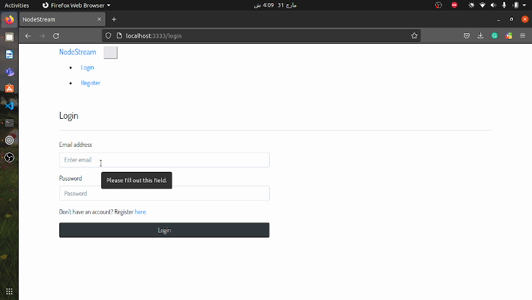 Activities
Firefox Web Browser
مارچ 31 4:09 ش
NodeStream
localhost:3333/login
NodeStream
Login
Register
Login
Email address
Enter email
Please fill out this field.
Password
Password
Don't have an account? Register here.
Login